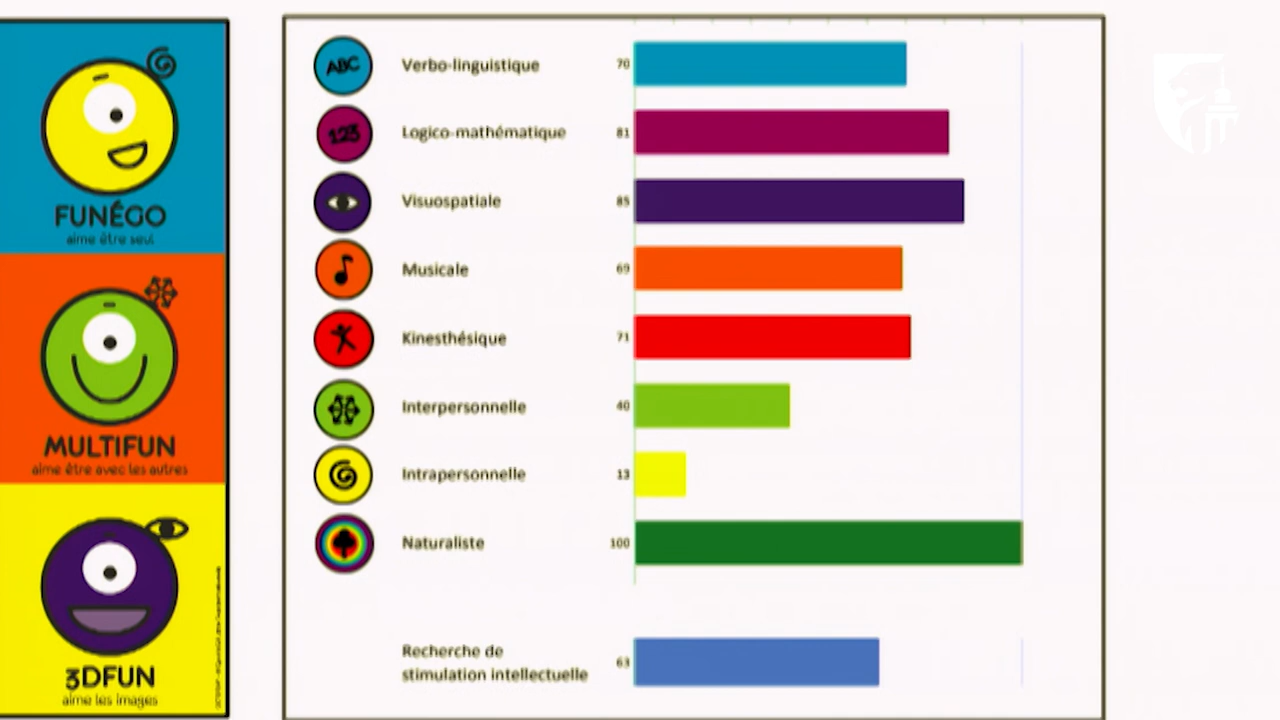 FUNÉGO
aime être seul
MULTIFUN
aime être avec les autres
3DFUN
aime les images
ABC
Verbo-linguistique 70
123
Logico-mathématique 81
Visuospatiale 85
Musicale 69
Kinesthésique 71
Interpersonnelle 40
Intrapersonnelle 13
Naturaliste 100
Recherche de
stimulation intellectuelle 63